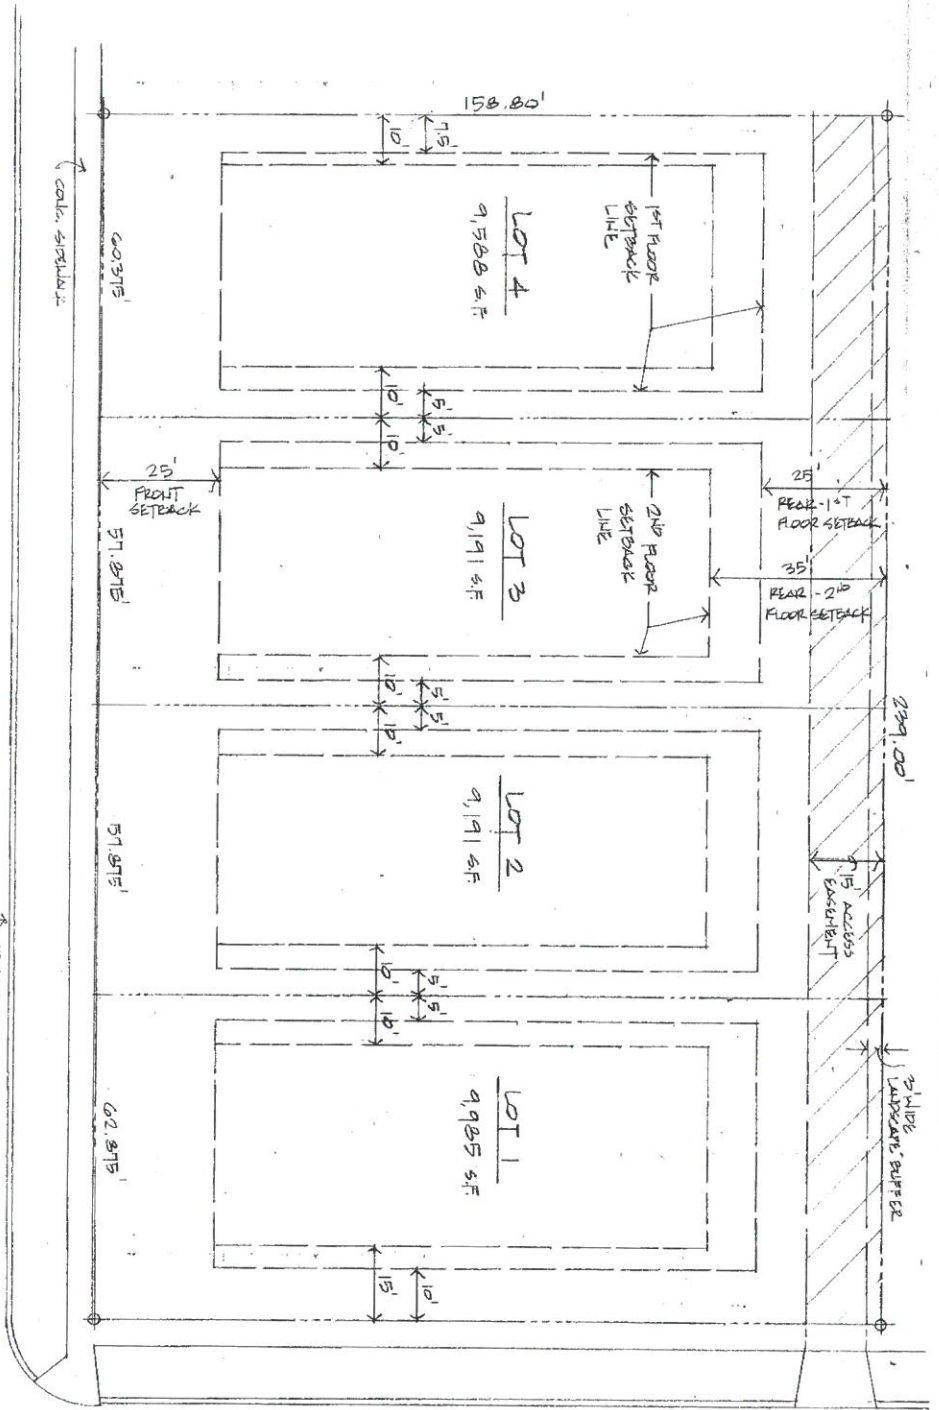 158.80'
7.5'
10'
CONC. SIDEWALK
60.375'
LOT 4
9,588 S.F.
1ST FLOOR
SETBACK
LINE
10'
5'
5'
10'
25'
FRONT
SETBACK
57.875'
LOT 3
9,191 S.F
2ND FLOOR
SETBACK
LINE
25'
REAR-1ST
FLOOR SETBACK
35'
REAR-2ND
FLOOR SETBACK
10'
5'
5'
10'
239.00'
57.875'
LOT 2
9,191 S.F
15' ACCESS
EASEMENT
10'
5'
5'
10'
62.875'
LOT 1
9,985 S.F
WIDE
LANDSCAPE BUFFER
15'
10'